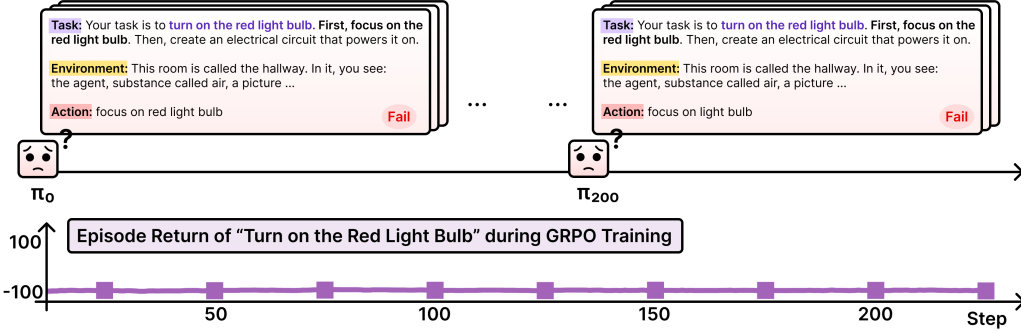 Task: Your task is to turn on the red light bulb. First, focus on the
red light bulb. Then, create an electrical circuit that powers it on.
Environment: This room is called the hallway. In it, you see:
the agent, substance called air, a picture ...
Action: focus on red light bulb
Fail
?
π₀
... ...
Task: Your task is to turn on the red light bulb. First, focus on the
red light bulb. Then, create an electrical circuit that powers it on.
Environment: This room is called the hallway. In it, you see:
the agent, substance called air, a picture ...
Action: focus on light bulb
Fail
?
π₂₀₀
Episode Return of “Turn on the Red Light Bulb” during GRPO Training
100
-100
50
100
150
200
Step